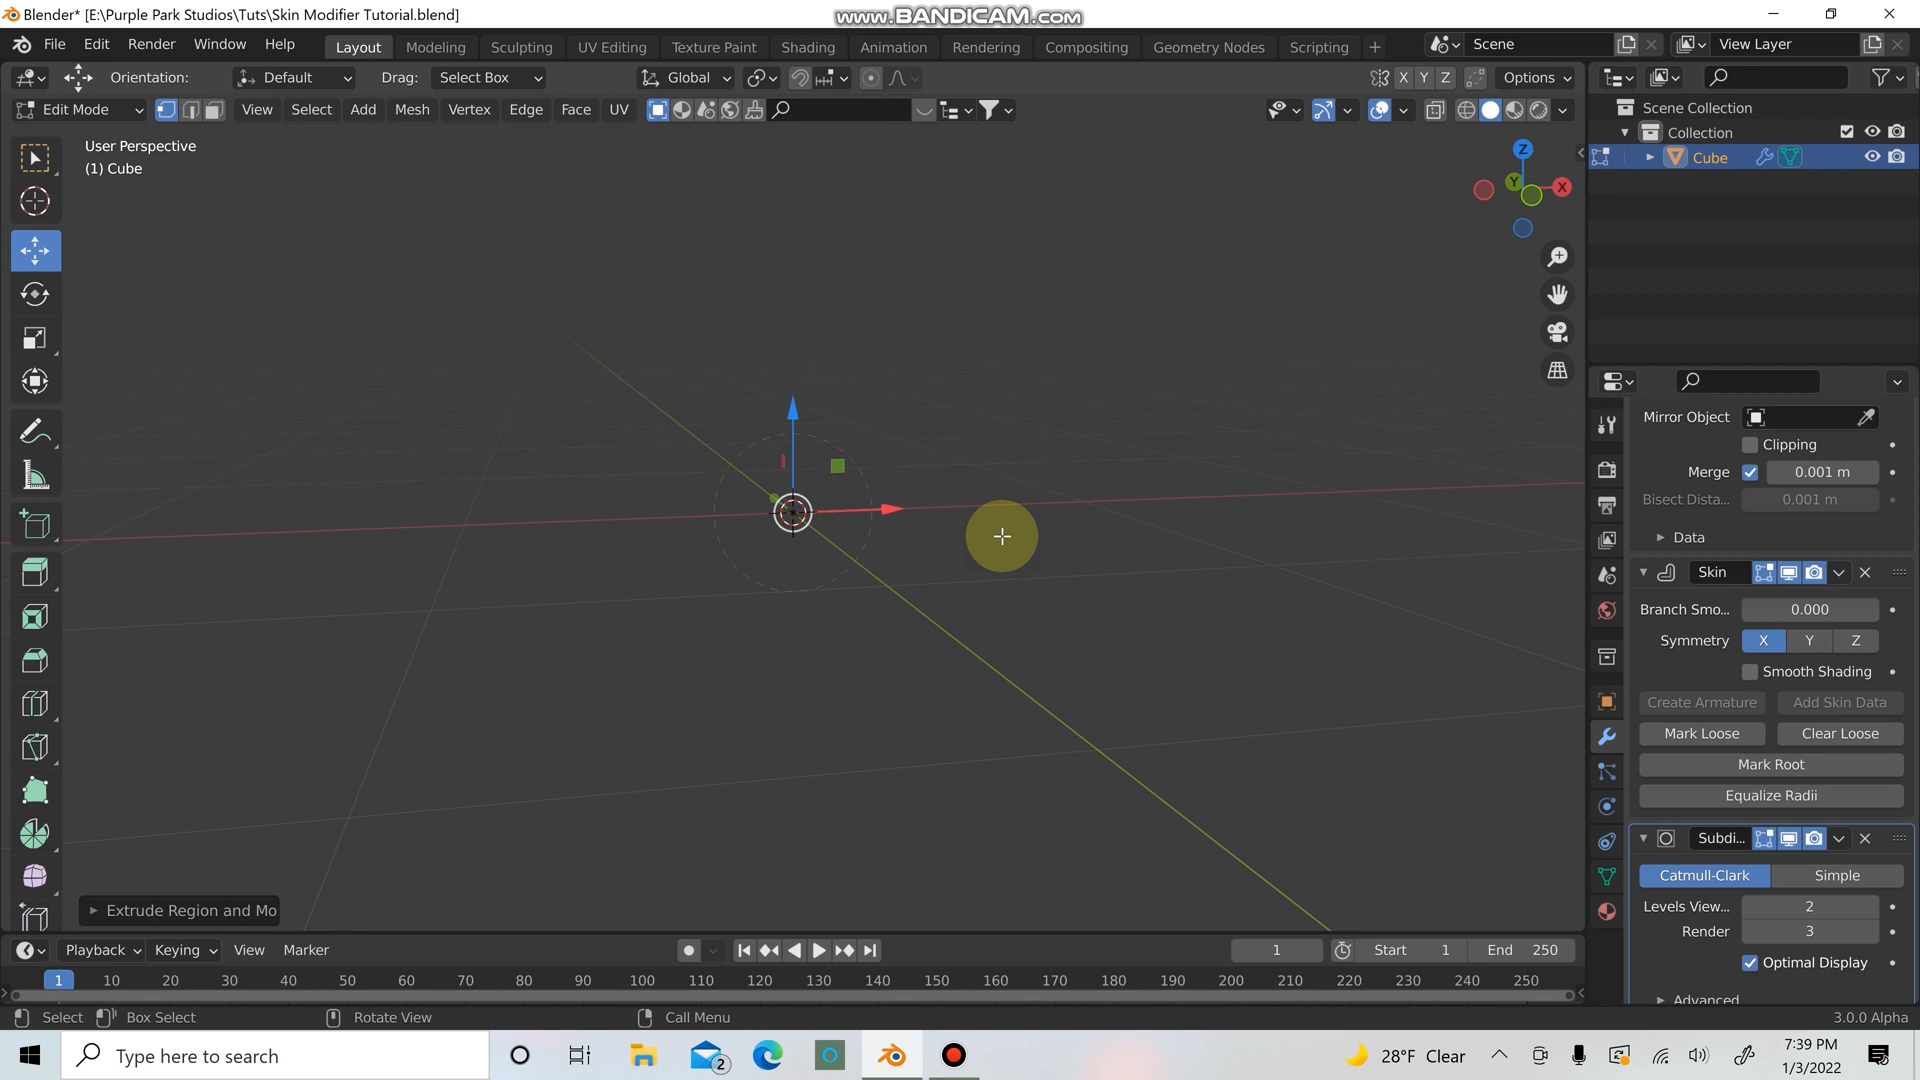 Blender* [E:\Purple Park Studios\Tuts\Skin Modifier Tutorial.blend]
www.BANDICAM.com
File Edit Render Window Help
Layout Modeling Sculpting UV Editing Texture Paint Shading Animation Rendering Compositing Geometry Nodes Scripting +
Scene
View Layer
Orientation: Default Drag: Select Box
Global
X Y Z
Options
Edit Mode View Select Add Mesh Vertex Edge Face UV
Scene Collection
Collection
Cube
User Perspective
(1) Cube
Z
Y
X
Mirror Object
Clipping
Merge 0.001 m
Bisect Dista... 0.001 m
Data
Skin
Branch Smo... 0.000
Symmetry X Y Z
Smooth Shading
Create Armature Add Skin Data
Mark Loose Clear Loose
Mark Root
Equalize Radii
Subdi...
Catmull-Clark Simple
Levels View... 2
Render 3
Optimal Display
Advanced
Extrude Region and Mo
Playback Keying View Marker
1
Start 1 End 250
1 10 20 30 40 50 60 70 80 90 100 110 120 130 140 150 160 170 180 190 200 210 220 230 240 250
Select Box Select Rotate View Call Menu
3.0.0 Alpha
Type here to search
2
28°F Clear
7:39 PM
1/3/2022